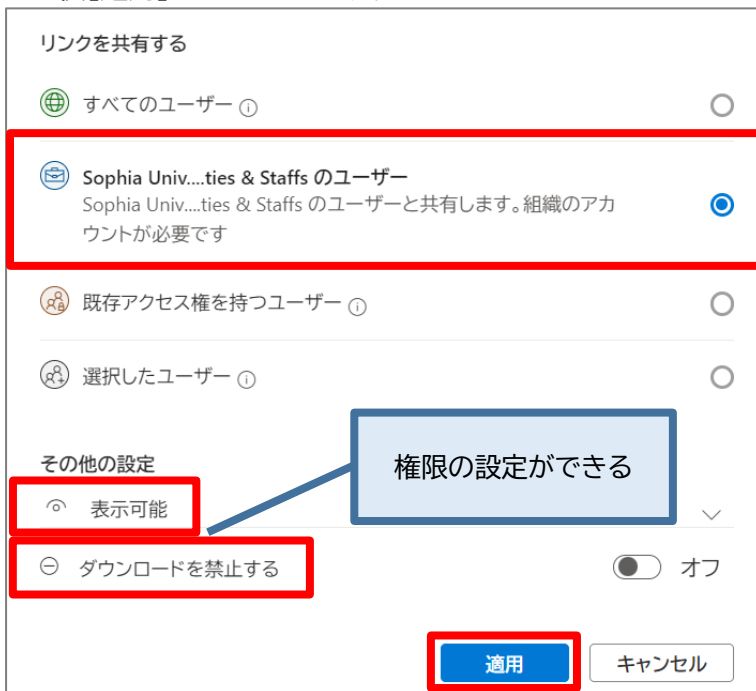 リンクを共有する
すべてのユーザー
Sophia Univ....ties & Staffs のユーザー
Sophia Univ....ties & Staffs のユーザーと共有します。組織のアカ
ウントが必要です
既存アクセス権を持つユーザー
選択したユーザー
その他の設定
権限の設定ができる
表示可能
ダウンロードを禁止する
オフ
適用
キャンセル